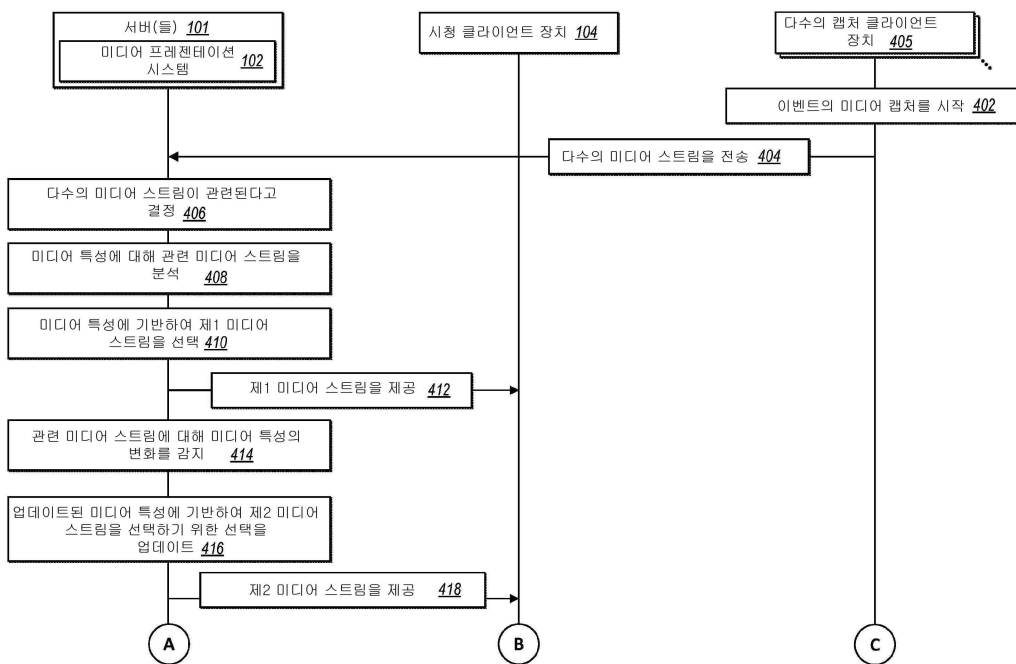 서버(들) 101
미디어 프레젠테이션
시스템 102
시청 클라이언트 장치 104
다수의 캡처 클라이언트
장치 405
이벤트의 미디어 캡처를 시작 402
다수의 미디어 스트림을 전송 404
다수의 미디어 스트림이 관련된다고
결정 406
미디어 특성에 대해 관련 미디어 스트림을
분석 408
미디어 특성에 기반하여 제1 미디어
스트림을 선택 410
제1 미디어 스트림을 제공 412
관련 미디어 스트림에 대해 미디어 특성의
변화를 감지 414
업데이트된 미디어 특성에 기반하여 제2 미디어
스트림을 선택하기 위한 선택을
업데이트 416
제2 미디어 스트림을 제공 418
A
B
C